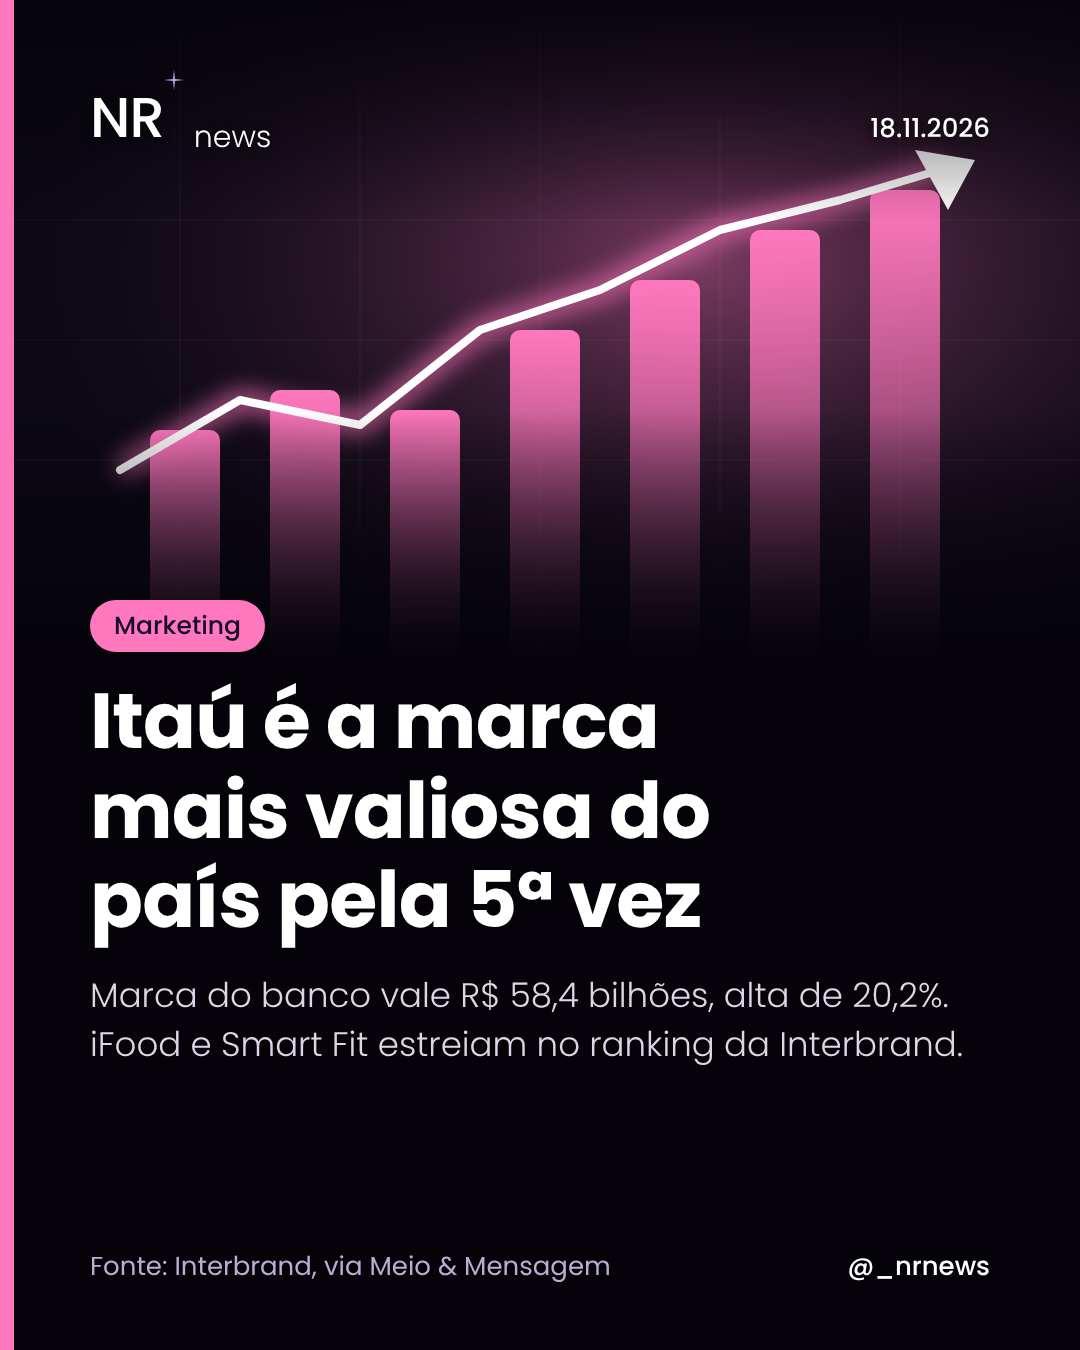 NR
news
18.11.2026
Marketing
Itaú é a marca
mais valiosa do
país pela 5ª vez
Marca do banco vale R$ 58,4 bilhões, alta de 20,2%.
iFood e Smart Fit estreiam no ranking da Interbrand.
Fonte: Interbrand, via Meio & Mensagem
@_nrnews